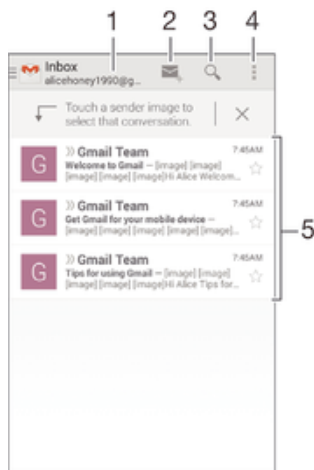 1 2 3 4
Inbox
alicehoney1990@g...
Touch a sender image to
select that conversation.
G
» Gmail Team 7:45AM
Welcome to Gmail – [image] [image]
[image] [image] [image]Hi Alice Welcom...
G
» Gmail Team 7:45AM
Get Gmail for your mobile device –
[image] [image] [image] [image] [image]...
5
G
» Gmail Team 7:45AM
Tips for using Gmail – [image] [image]
[image] [image] [image]Hi Alice Tips for...